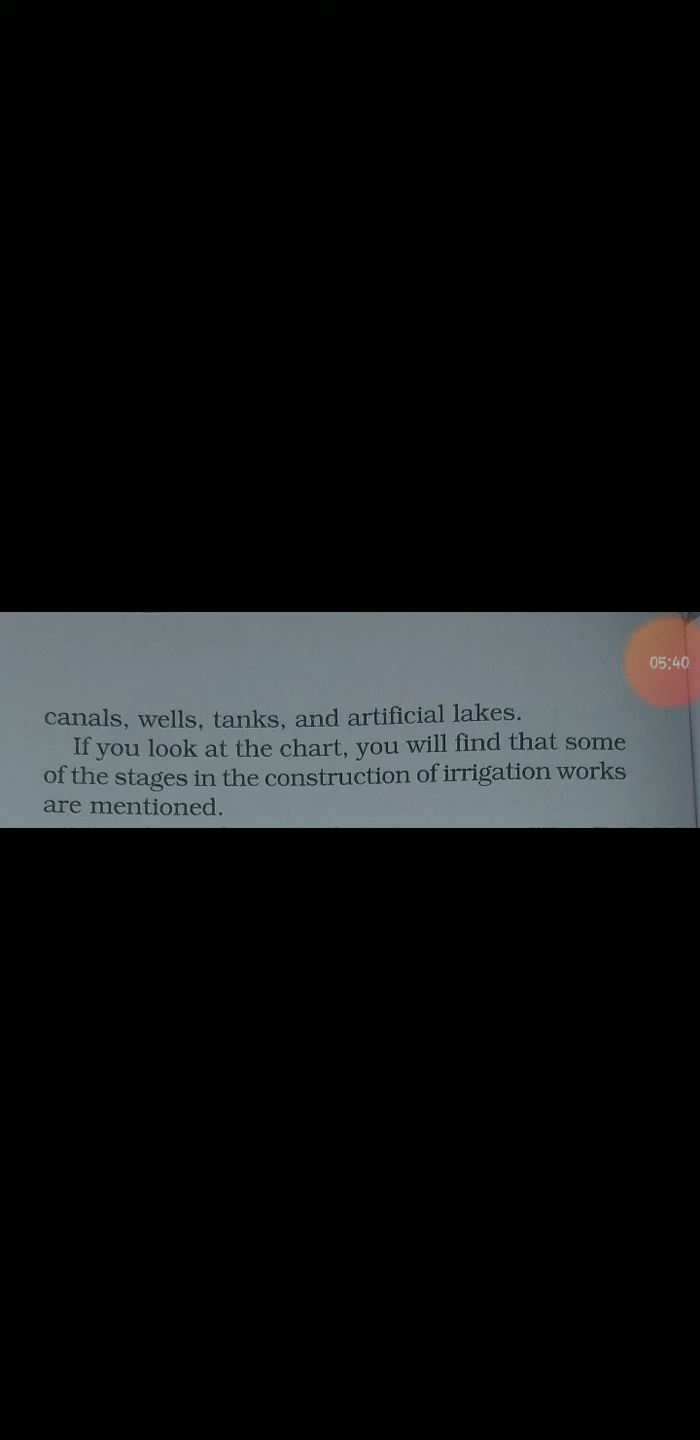 05:40
canals, wells, tanks, and artificial lakes.
If you look at the chart, you will find that some
of the stages in the construction of irrigation works
are mentioned.